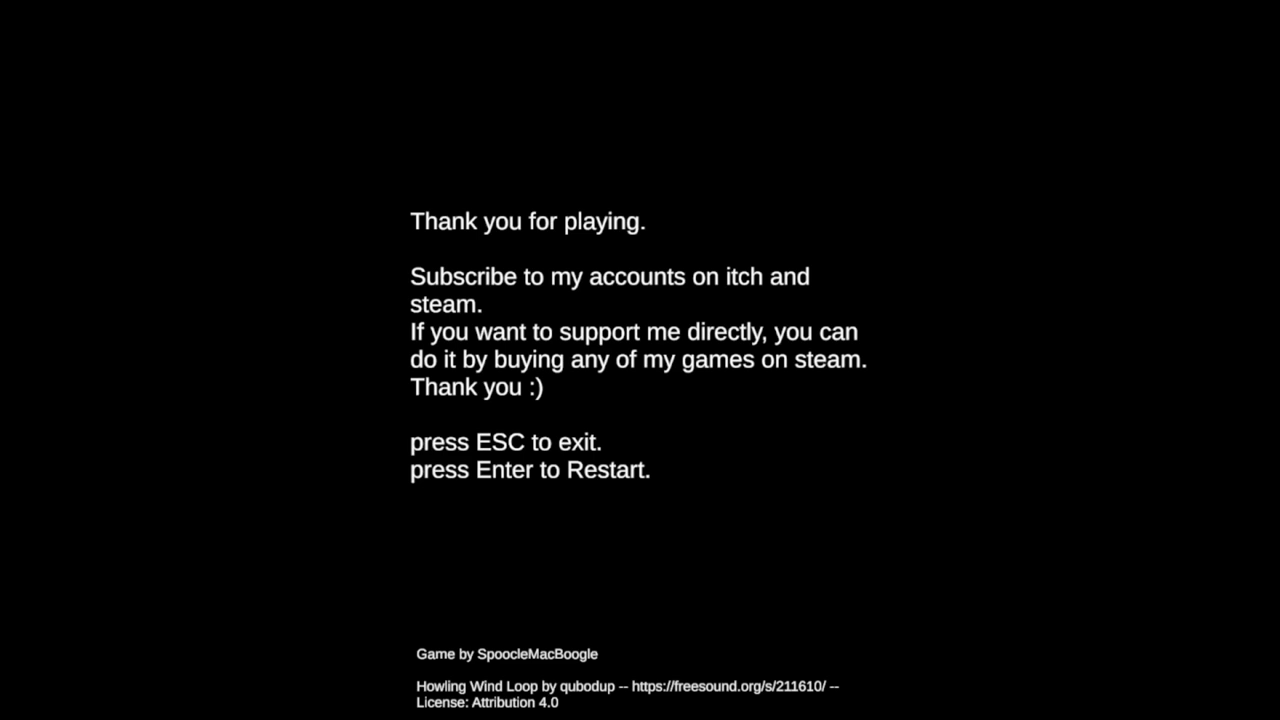 Thank you for playing.
Subscribe to my accounts on itch and
steam.
If you want to support me directly, you can
do it by buying any of my games on steam.
Thank you :)
press ESC to exit.
press Enter to Restart.
Game by SpoocleMacBoogle
Howling Wind Loop by qubodup -- https://freesound.org/s/211610/ --
License: Attribution 4.0